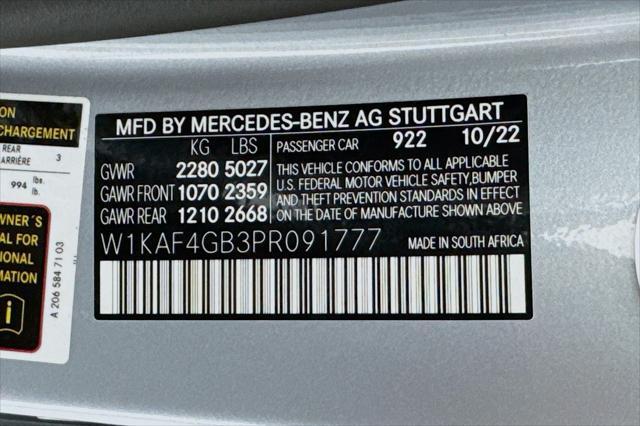 ON
CHARGEMENT
REAR 3
ARRIÈRE
994 lbs.
lb.
WNER´S
FOR
IONAL
MATION
A 206 584 71 03
MFD BY MERCEDES-BENZ AG STUTTGART
KG LBS PASSENGER CAR 922 10/22
GVWR 2280 5027
GAWR FRONT 1070 2359
GAWR REAR 1210 2668
THIS VEHICLE CONFORMS TO ALL APPLICABLE
U.S. FEDERAL MOTOR VEHICLE SAFETY,BUMPER
AND THEFT PREVENTION STANDARDS IN EFFECT
ON THE DATE OF MANUFACTURE SHOWN ABOVE.
W1KAF4GB3PR091777 MADE IN SOUTH AFRICA